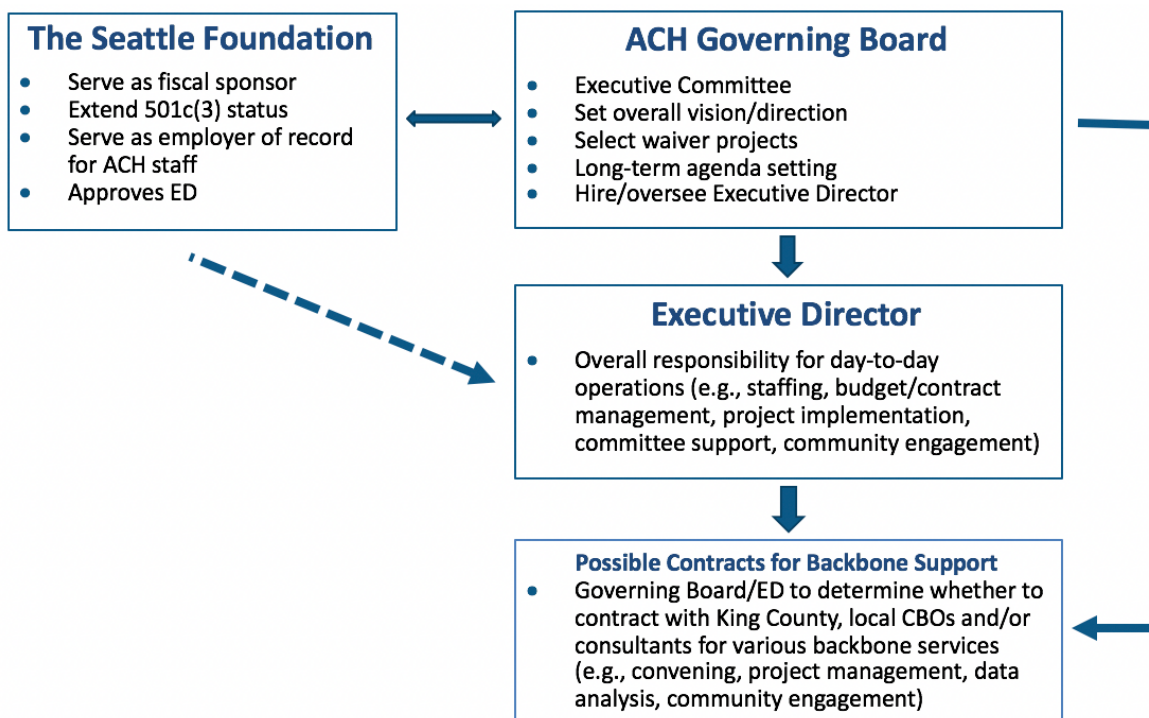 The Seattle Foundation
• Serve as fiscal sponsor
• Extend 501c(3) status
• Serve as employer of record
for ACH staff
• Approves ED
ACH Governing Board
• Executive Committee
• Set overall vision/direction
• Select waiver projects
• Long-term agenda setting
• Hire/oversee Executive Director
Executive Director
• Overall responsibility for day-to-day
operations (e.g., staffing, budget/contract
management, project implementation,
committee support, community engagement)
Possible Contracts for Backbone Support
• Governing Board/ED to determine whether to
contract with King County, local CBOs and/or
consultants for various backbone services
(e.g., convening, project management, data
analysis, community engagement)